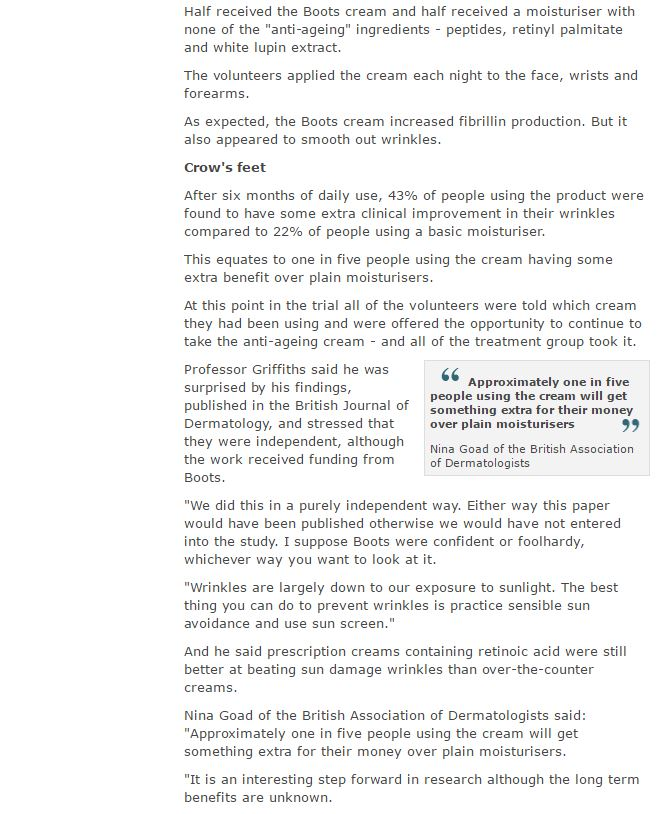 Half received the Boots cream and half received a moisturiser with
none of the "anti-ageing" ingredients - peptides, retinyl palmitate
and white lupin extract.
The volunteers applied the cream each night to the face, wrists and
forearms.
As expected, the Boots cream increased fibrillin production. But it
also appeared to smooth out wrinkles.
Crow's feet
After six months of daily use, 43% of people using the product were
found to have some extra clinical improvement in their wrinkles
compared to 22% of people using a basic moisturiser.
This equates to one in five people using the cream having some
extra benefit over plain moisturisers.
At this point in the trial all of the volunteers were told which cream
they had been using and were offered the opportunity to continue to
take the anti-ageing cream - and all of the treatment group took it.
Professor Griffiths said he was
surprised by his findings,
published in the British Journal of
Dermatology, and stressed that
they were independent, although
the work received funding from
Boots.
“ Approximately one in five
people using the cream will get
something extra for their money
over plain moisturisers ”
Nina Goad of the British Association
of Dermatologists
"We did this in a purely independent way. Either way this paper
would have been published otherwise we would have not entered
into the study. I suppose Boots were confident or foolhardy,
whichever way you want to look at it.
"Wrinkles are largely down to our exposure to sunlight. The best
thing you can do to prevent wrinkles is practice sensible sun
avoidance and use sun screen."
And he said prescription creams containing retinoic acid were still
better at beating sun damage wrinkles than over-the-counter
creams.
Nina Goad of the British Association of Dermatologists said:
"Approximately one in five people using the cream will get
something extra for their money over plain moisturisers.
"It is an interesting step forward in research although the long term
benefits are unknown.